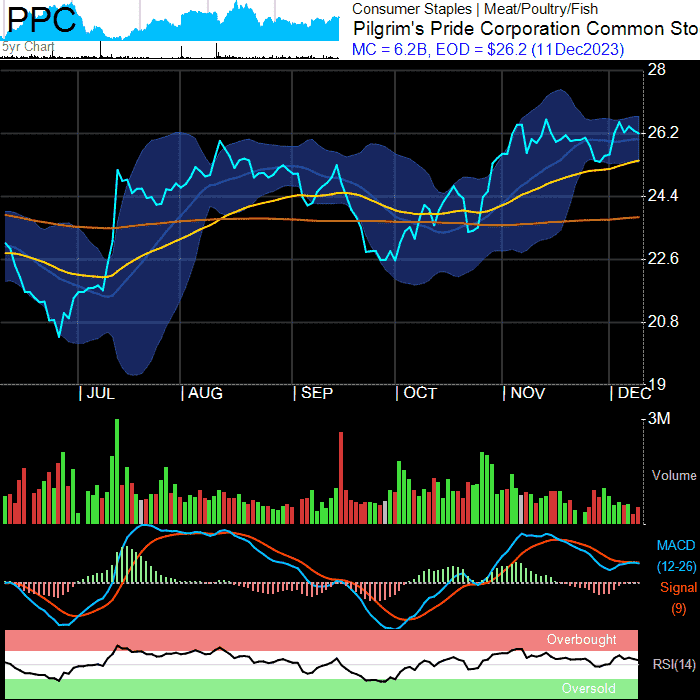 PPC
5yr Chart
Consumer Staples | Meat/Poultry/Fish
Pilgrim's Pride Corporation Common Sto
MC = 6.2B, EOD = $26.2 (11Dec2023)
28
26.2
24.4
22.6
20.8
19
| JUL | AUG | SEP | OCT | NOV | DEC
3M
Volume
MACD
(12-26)
Signal
(9)
Overbought
RSI(14)
Oversold